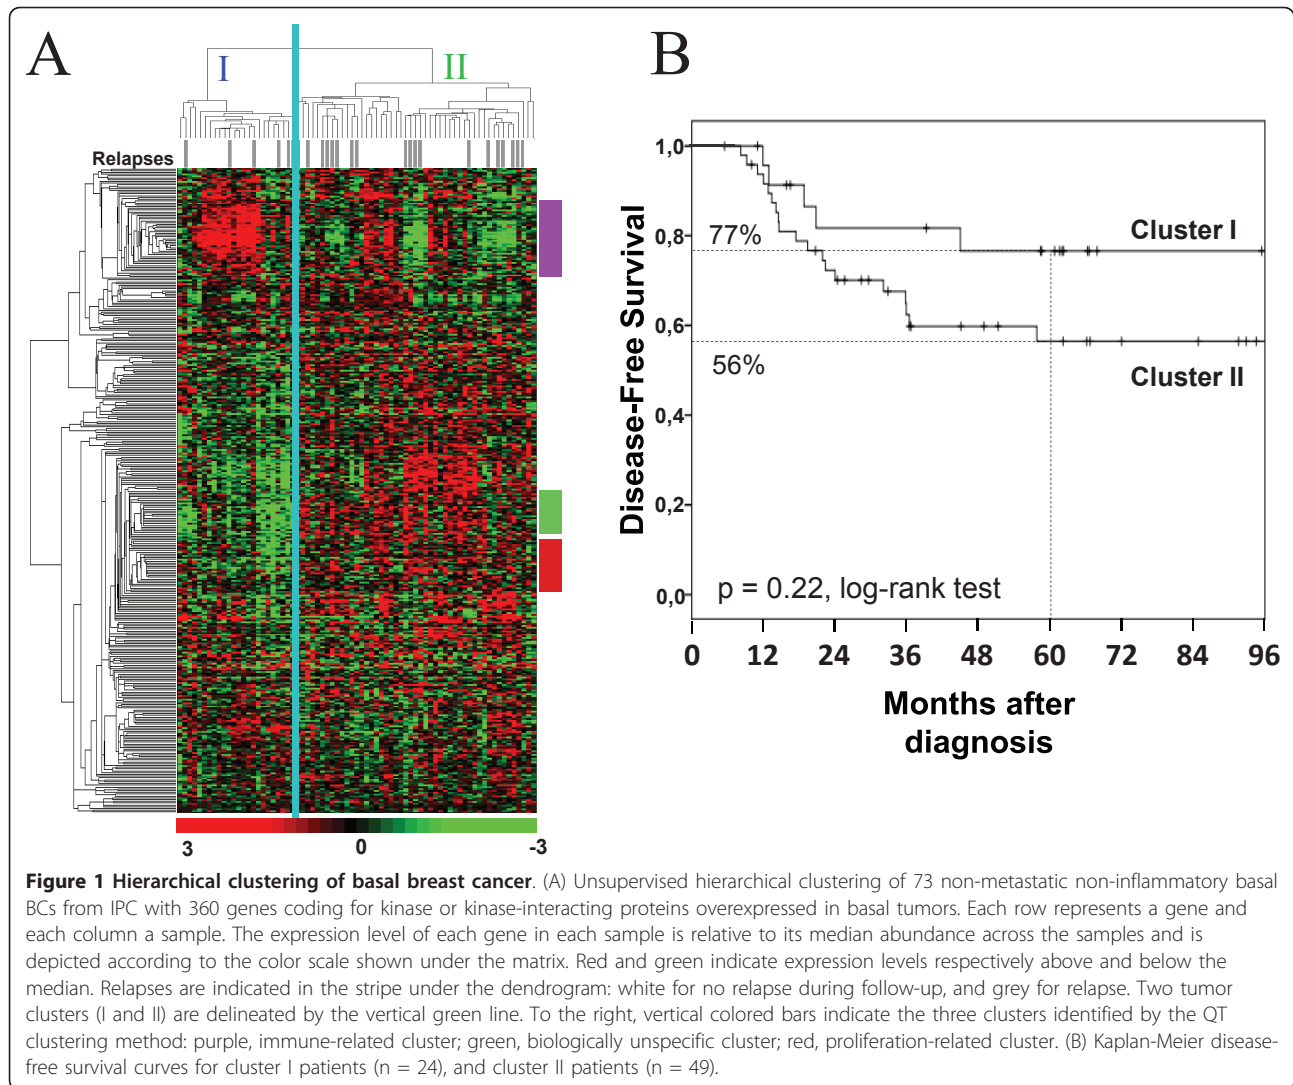 A
I
II
Relapses
3
0
-3
B
Disease-Free Survival
1,0
0,8
0,6
0,4
0,2
0,0
77%
56%
Cluster I
Cluster II
p = 0.22, log-rank test
0 12 24 36 48 60 72 84 96
Months after
diagnosis
Figure 1 Hierarchical clustering of basal breast cancer. (A) Unsupervised hierarchical clustering of 73 non-metastatic non-inflammatory basal
BCs from IPC with 360 genes coding for kinase or kinase-interacting proteins overexpressed in basal tumors. Each row represents a gene and
each column a sample. The expression level of each gene in each sample is relative to its median abundance across the samples and is
depicted according to the color scale shown under the matrix. Red and green indicate expression levels respectively above and below the
median. Relapses are indicated in the stripe under the dendrogram: white for no relapse during follow-up, and grey for relapse. Two tumor
clusters (I and II) are delineated by the vertical green line. To the right, vertical colored bars indicate the three clusters identified by the QT
clustering method: purple, immune-related cluster; green, biologically unspecific cluster; red, proliferation-related cluster. (B) Kaplan-Meier disease-
free survival curves for cluster I patients (n = 24), and cluster II patients (n = 49).